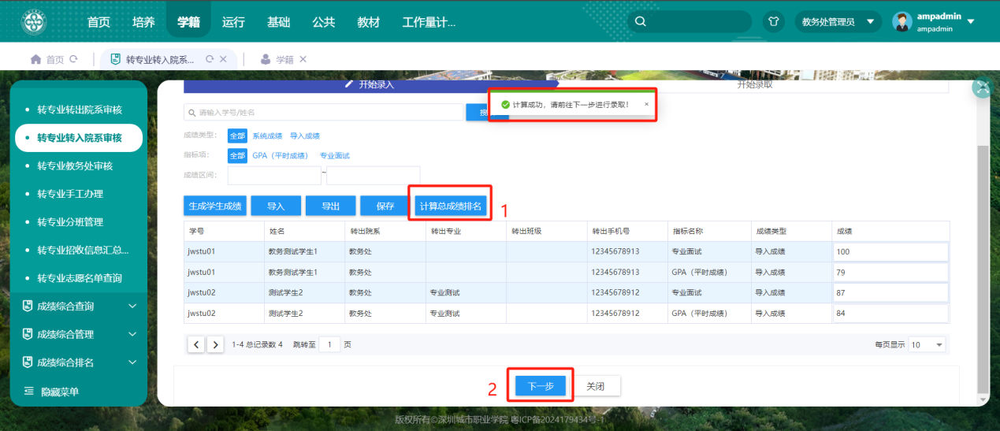 首页 培养 学籍 运行 基础 公共 教材 工作量计... 教务处管理员 ampadmin
ampadmin
首页 转专业转入院系... 学籍
转专业转出院系审核
转专业转入院系审核
转专业教务处审核
转专业手工办理
转专业分班管理
转专业招收信息汇总...
转专业志愿名单查询
成绩综合查询
成绩综合管理
成绩综合排名
隐藏菜单
开始录入 开始录取
计算成功，请前往下一步进行录取！ ×
请输入学号/姓名
成绩类型： 全部 系统成绩 导入成绩
指标项： 全部 GPA（平时成绩） 专业面试
成绩区间： ~
生成学生成绩 导入 导出 保存 计算总成绩排名 1
学号 姓名 转出院系 转出专业 转出班级 转出手机号 指标名称 成绩类型 成绩
jwstu01 教务测试学生1 教务处 12345678913 专业面试 导入成绩 100
jwstu01 教务测试学生1 教务处 12345678913 GPA（平时成绩） 导入成绩 79
jwstu02 测试学生2 教务处 专业测试 12345678912 专业面试 导入成绩 87
jwstu02 测试学生2 教务处 专业测试 12345678912 GPA（平时成绩） 导入成绩 84
1-4 总记录数 4 跳转至 1 页 每页显示 10
2 下一步 关闭
版权所有©深圳城市职业学院 粤ICP备2024179434号-1